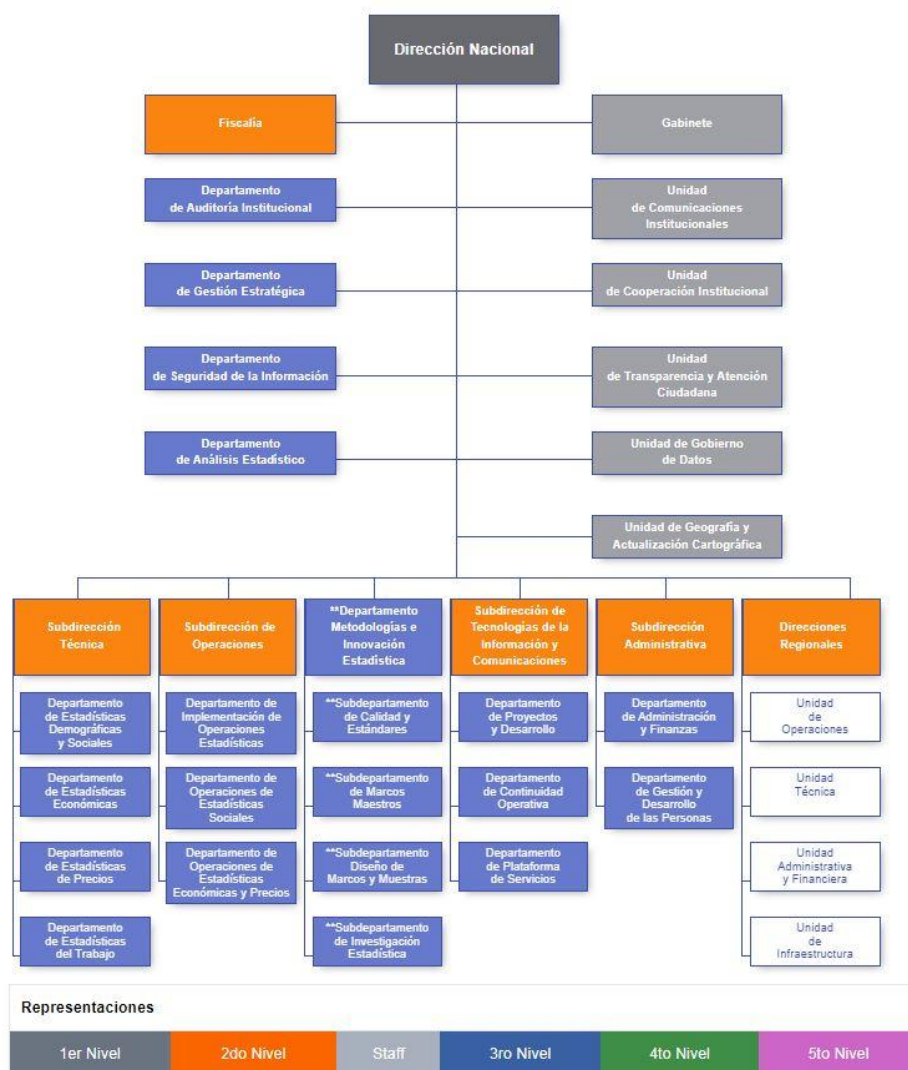 Dirección Nacional
Fiscalía
Gabinete
Departamento
de Auditoría Institucional
Unidad
de Comunicaciones
Institucionales
Departamento
de Gestión Estratégica
Unidad
de Cooperación Institucional
Departamento
de Seguridad de la Información
Unidad
de Transparencia y Atención
Ciudadana
Departamento
de Análisis Estadístico
Unidad de Gobierno
de Datos
Unidad de Geografía y
Actualización Cartográfica
Subdirección
Técnica
Departamento
de Estadísticas
Demográficas
y Sociales
Departamento
de Estadísticas
Económicas
Departamento
de Estadísticas
de Precios
Departamento
de Estadísticas
del Trabajo
Subdirección de
Operaciones
Departamento de
Implementación de
Operaciones
Estadísticas
Departamento de
Operaciones de
Estadísticas
Sociales
Departamento de
Operaciones de
Estadísticas
Económicas y Precios
**Departamento
Metodologías e
Innovación
Estadística
**Subdepartamento
de Calidad y
Estándares
**Subdepartamento
de Marcos
Maestros
**Subdepartamento
Diseño de
Marcos y Muestras
**Subdepartamento
de Investigación
Estadística
Subdirección de
Tecnologías de la
Información y
Comunicaciones
Departamento
de Proyectos
y Desarrollo
Departamento
de Continuidad
Operativa
Departamento
de Plataforma
de Servicios
Subdirección
Administrativa
Departamento
de Administración
y Finanzas
Departamento
de Gestión y
Desarrollo
de las Personas
Direcciones
Regionales
Unidad
de
Operaciones
Unidad
Técnica
Unidad
Administrativa
y Financiera
Unidad
de
Infraestructura
Representaciones
1er Nivel
2do Nivel
Staff
3ro Nivel
4to Nivel
5to Nivel